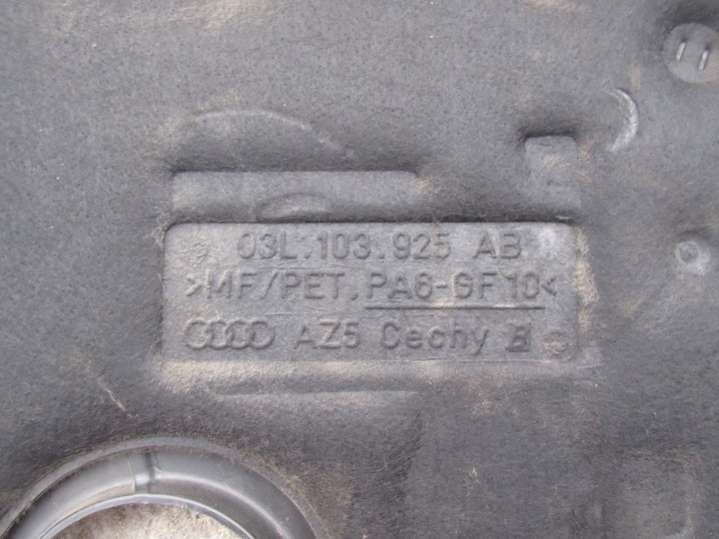 03L.103.925 AB
>MF/PET.PA6-GF10<
AZ5 Cechy